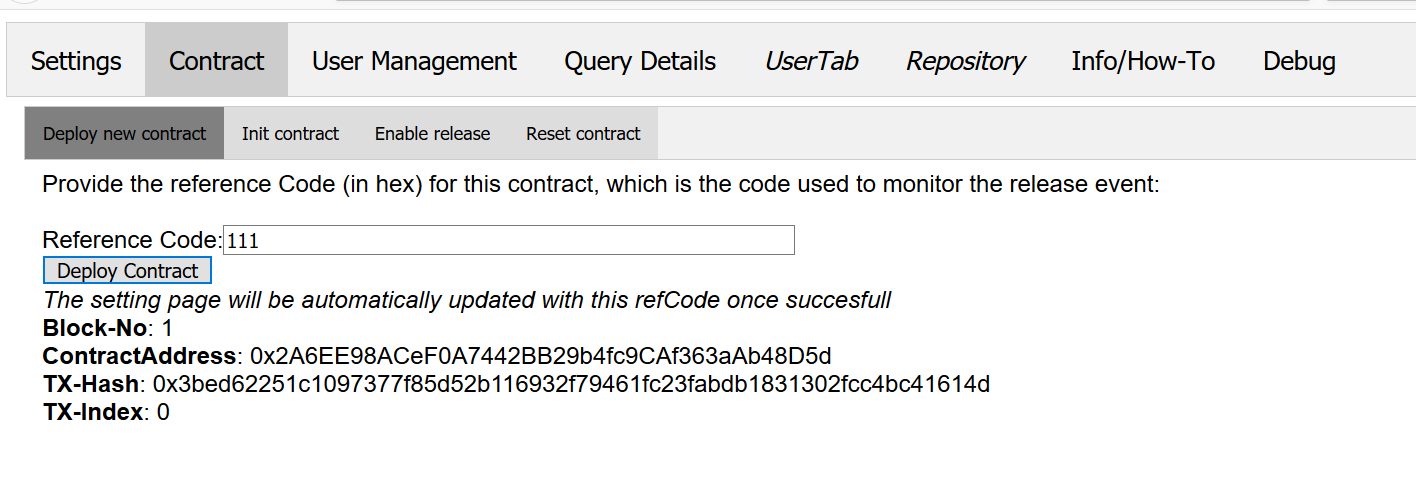 Settings Contract User Management Query Details UserTab Repository Info/How-To Debug
Deploy new contract Init contract Enable release Reset contract
Provide the reference Code (in hex) for this contract, which is the code used to monitor the release event:
Reference Code: 111
Deploy Contract
The setting page will be automatically updated with this refCode once succesfull
Block-No: 1
ContractAddress: 0x2A6EE98ACeF0A7442BB29b4fc9CAf363aAb48D5d
TX-Hash: 0x3bed62251c1097377f85d52b116932f79461fc23fabdb1831302fcc4bc41614d
TX-Index: 0